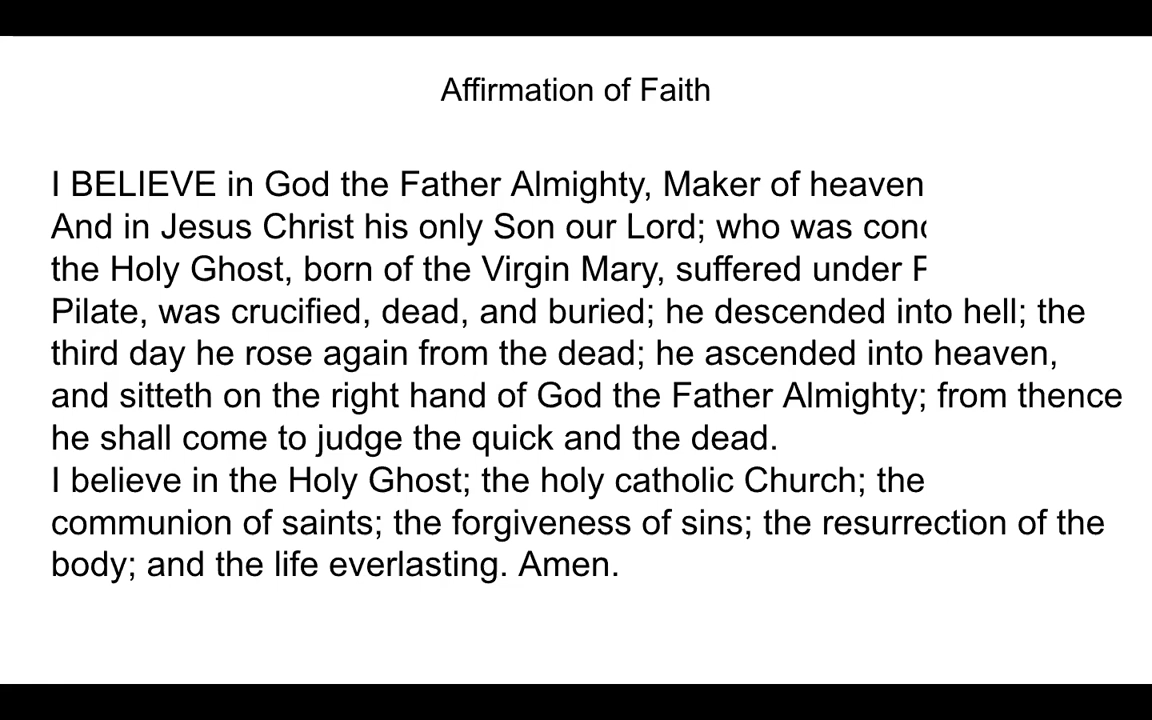 Affirmation of Faith
I BELIEVE in God the Father Almighty, Maker of heaven
And in Jesus Christ his only Son our Lord; who was
the Holy Ghost, born of the Virgin Mary, suffered under
Pilate, was crucified, dead, and buried; he descended into hell; the
third day he rose again from the dead; he ascended into heaven,
and sitteth on the right hand of God the Father Almighty; from thence
he shall come to judge the quick and the dead.
I believe in the Holy Ghost; the holy catholic Church; the
communion of saints; the forgiveness of sins; the resurrection of the
body; and the life everlasting. Amen.